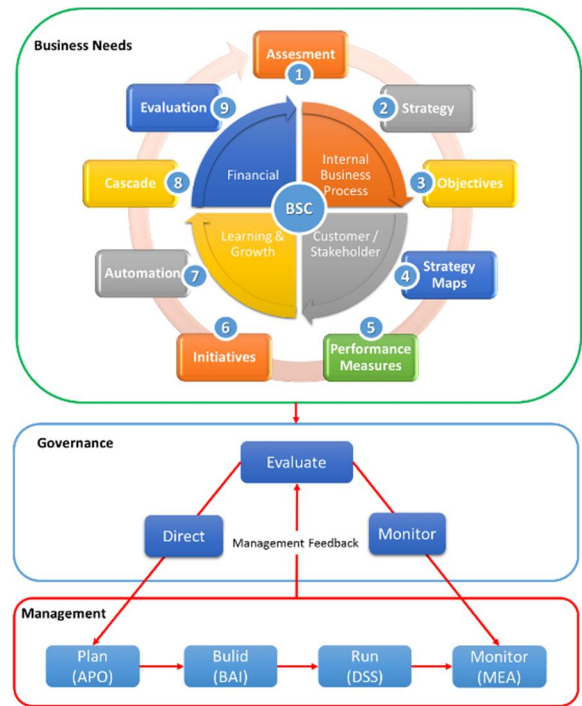 Business Needs
Assesment
1
2
Strategy
3
Objectives
4
Strategy
Maps
5
Performance
Measures
6
Initiatives
Automation
7
Cascade
8
Evaluation
9
Financial
Internal
Business
Process
BSC
Learning &
Growth
Customer /
Stakeholder
Governance
Evaluate
Direct
Management Feedback
Monitor
Management
Plan
(APO)
Bulid
(BAI)
Run
(DSS)
Monitor
(MEA)